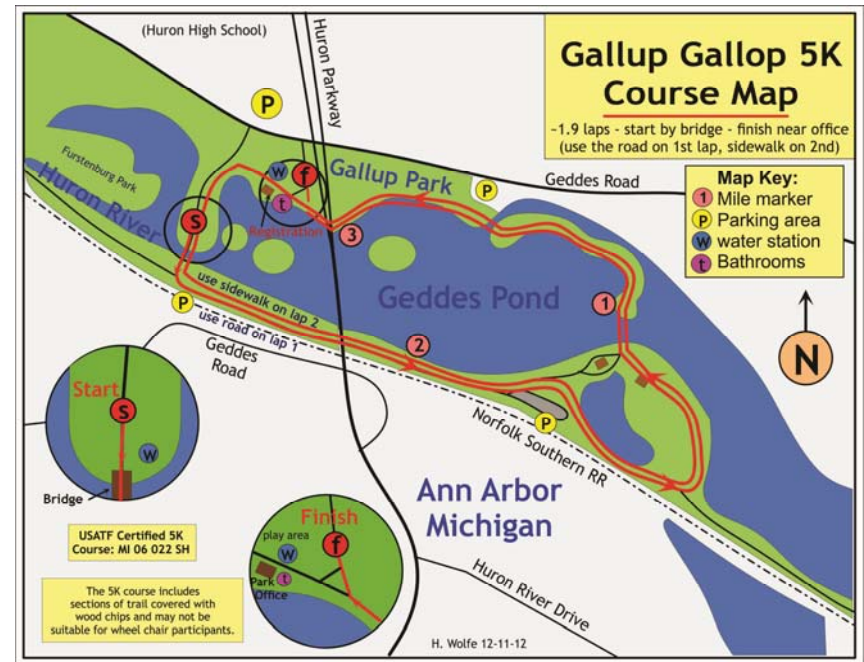 (Huron High School)
Huron Parkway
Gallup Gallop 5K
Course Map
~1.9 laps - start by bridge - finish near office
(use the road on 1st lap, sidewalk on 2nd)
P
Furstenburg Park
Huron River
w
f
t
Registration
Gallup Park
P
Geddes Road
Map Key:
1 Mile marker
P Parking area
w water station
t Bathrooms
s
3
Geddes Pond
1
N
use sidewalk on lap 2
P
use road on lap 1
Geddes
Road
2
P
Norfolk Southern RR
Start
s
w
Bridge
Ann Arbor
Michigan
Finish
f
play area
w
t
Park
Office
USATF Certified 5K
Course: MI 06 022 SH
The 5K course includes
sections of trail covered with
wood chips and may not be
suitable for wheel chair participants.
Huron River Drive
H. Wolfe 12-11-12